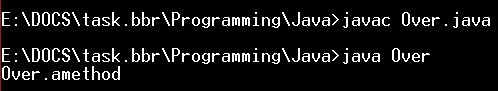 E:\DOCS\task.bbr\Programming\Java>javac Over.java
E:\DOCS\task.bbr\Programming\Java>java Over
Over.amethod